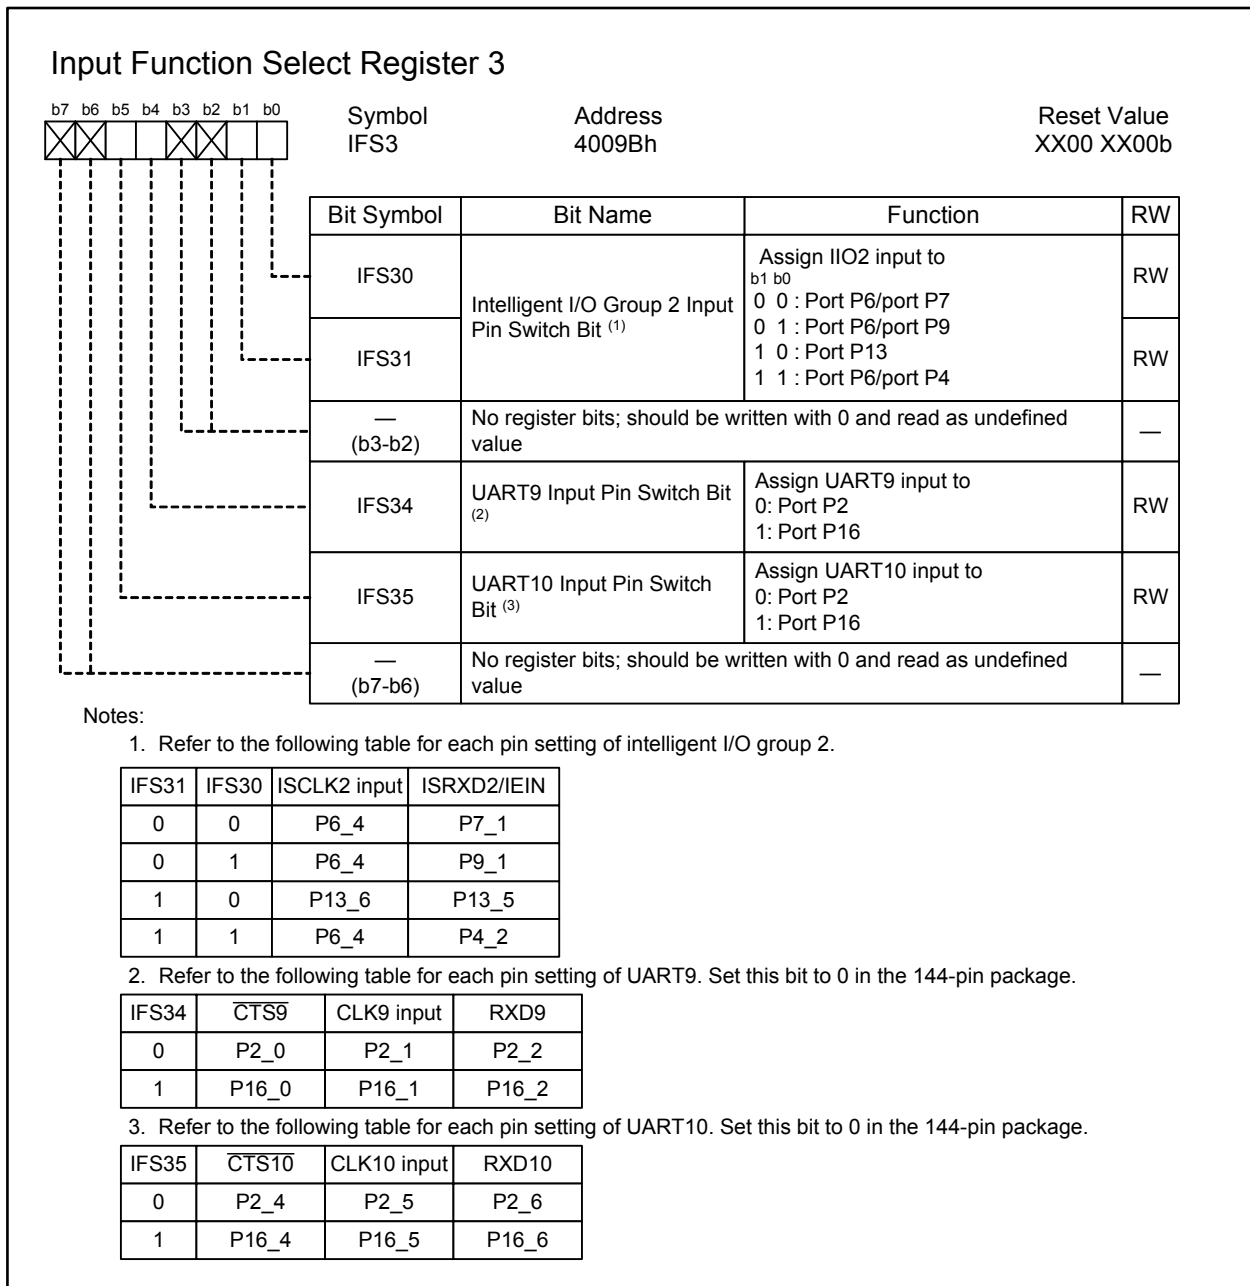 Input Function Select Register 3
b7 b6 b5 b4 b3 b2 b1 b0
Symbol Address Reset Value
IFS3 4009Bh XX00 XX00b
Bit Symbol Bit Name Function RW
IFS30
Intelligent I/O Group 2 Input
Pin Switch Bit (1)
Assign IIO2 input to
b1 b0
0 0 : Port P6/port P7
0 1 : Port P6/port P9
1 0 : Port P13
1 1 : Port P6/port P4
RW
IFS31
RW
—
(b3-b2)
No register bits; should be written with 0 and read as undefined
value
—
IFS34
UART9 Input Pin Switch Bit
(2)
Assign UART9 input to
0: Port P2
1: Port P16
RW
IFS35
UART10 Input Pin Switch
Bit (3)
Assign UART10 input to
0: Port P2
1: Port P16
RW
—
(b7-b6)
No register bits; should be written with 0 and read as undefined
value
—
Notes:
1. Refer to the following table for each pin setting of intelligent I/O group 2.
IFS31 IFS30 ISCLK2 input ISRXD2/IEIN
0 0 P6_4 P7_1
0 1 P6_4 P9_1
1 0 P13_6 P13_5
1 1 P6_4 P4_2
2. Refer to the following table for each pin setting of UART9. Set this bit to 0 in the 144-pin package.
IFS34 C̅T̅S̅9̅ CLK9 input RXD9
0 P2_0 P2_1 P2_2
1 P16_0 P16_1 P16_2
3. Refer to the following table for each pin setting of UART10. Set this bit to 0 in the 144-pin package.
IFS35 C̅T̅S̅1̅0̅ CLK10 input RXD10
0 P2_4 P2_5 P2_6
1 P16_4 P16_5 P16_6